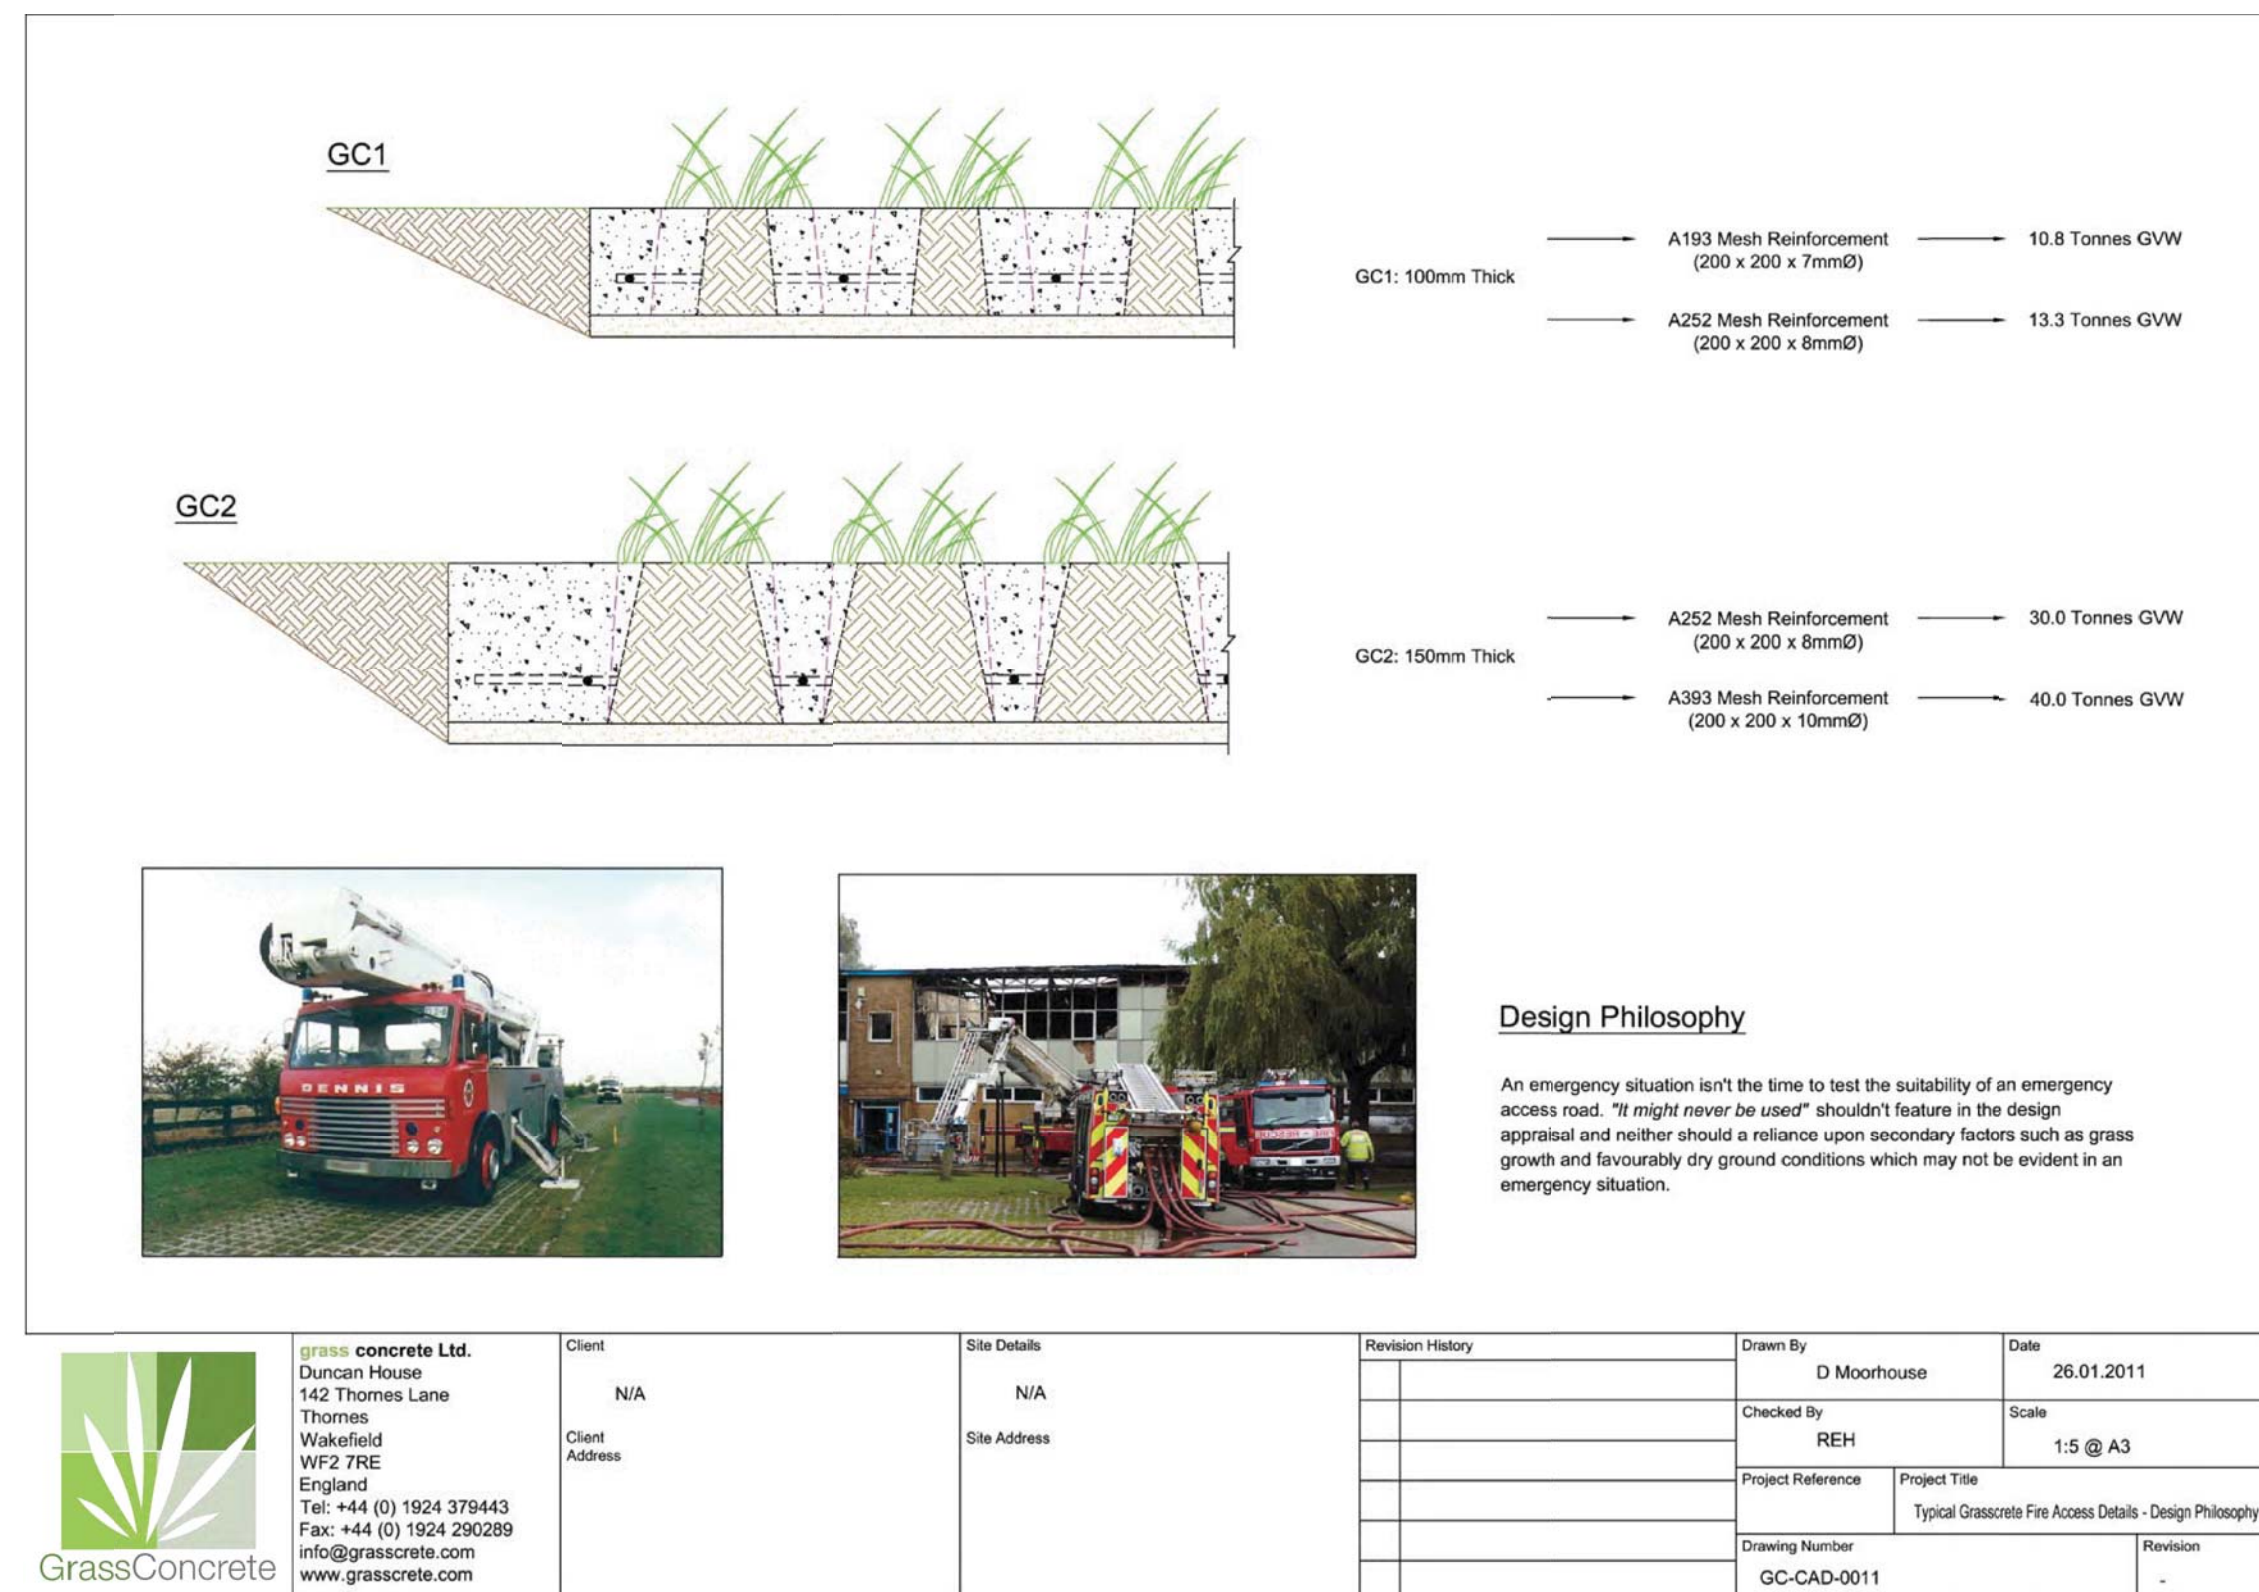 GC1
A193 Mesh Reinforcement
(200 x 200 x 7mmØ)
10.8 Tonnes GVW
GC1: 100mm Thick
A252 Mesh Reinforcement
(200 x 200 x 8mmØ)
13.3 Tonnes GVW
GC2
A252 Mesh Reinforcement
(200 x 200 x 8mmØ)
30.0 Tonnes GVW
GC2: 150mm Thick
A393 Mesh Reinforcement
(200 x 200 x 10mmØ)
40.0 Tonnes GVW
DENNIS
Design Philosophy
An emergency situation isn't the time to test the suitability of an emergency
access road. "It might never be used" shouldn't feature in the design
appraisal and neither should a reliance upon secondary factors such as grass
growth and favourably dry ground conditions which may not be evident in an
emergency situation.
GrassConcrete
grass concrete Ltd.
Duncan House
142 Thornes Lane
Thornes
Wakefield
WF2 7RE
England
Tel: +44 (0) 1924 379443
Fax: +44 (0) 1924 290289
info@grasscrete.com
www.grasscrete.com
Client
N/A
Client
Address
Site Details
N/A
Site Address
Revision History
Drawn By
D Moorhouse
Date
26.01.2011
Checked By
REH
Scale
1:5 @ A3
Project Reference
Project Title
Typical Grasscrete Fire Access Details - Design Philosophy
Drawing Number
GC-CAD-0011
Revision
-